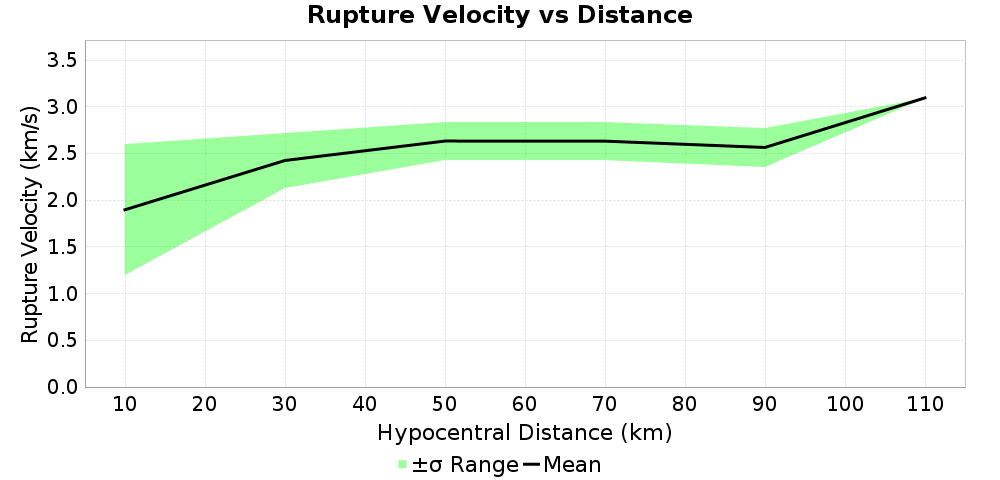 Rupture Velocity vs Distance
Rupture Velocity (km/s)
3.5
3.0
2.5
2.0
1.5
1.0
0.5
0.0
10 20 30 40 50 60 70 80 90 100 110
Hypocentral Distance (km)
±σ Range Mean